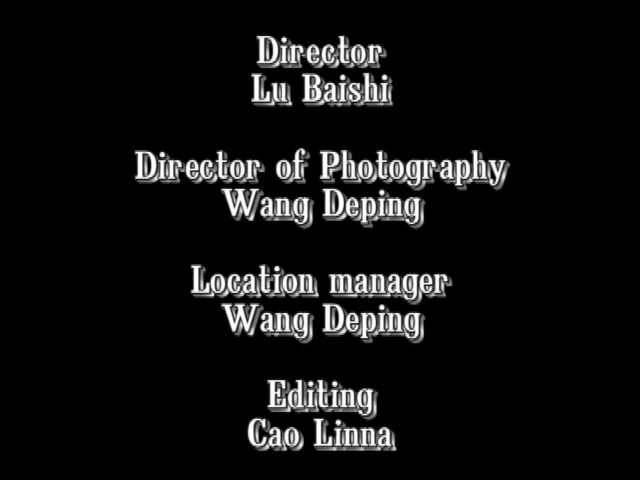 Director
Lu Baishi
Director of Photography
Wang Deping
Location manager
Wang Deping
Editing
Cao Linna